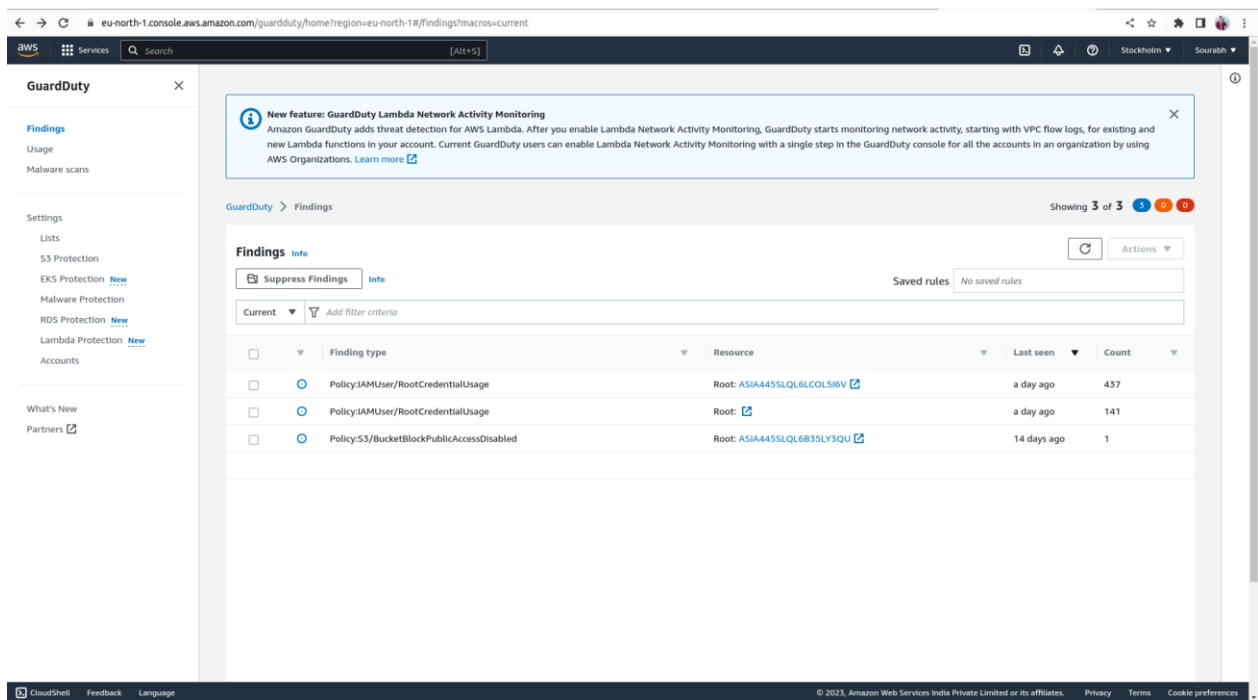 eu-north-1.console.aws.amazon.com/guardduty/home?region=eu-north-1#/findings?macros=current
aws Services Search [Alt+S] Stockholm Sourabh
GuardDuty
Findings
Usage
Malware scans
Settings
Lists
S3 Protection
EKS Protection New
Malware Protection
RDS Protection New
Lambda Protection New
Accounts
What's New
Partners
New feature: GuardDuty Lambda Network Activity Monitoring
Amazon GuardDuty adds threat detection for AWS Lambda. After you enable Lambda Network Activity Monitoring, GuardDuty starts monitoring network activity, starting with VPC flow logs, for existing and
new Lambda functions in your account. Current GuardDuty users can enable Lambda Network Activity Monitoring with a single step in the GuardDuty console for all the accounts in an organization by using
AWS Organizations. Learn more
GuardDuty > Findings Showing 3 of 3 3 0 0
Findings Info Actions
Suppress Findings Info Saved rules No saved rules
Current Add filter criteria
Finding type Resource Last seen Count
Policy:IAMUser/RootCredentialUsage Root: ASIA445SLQL6LCOL5I6V a day ago 437
Policy:IAMUser/RootCredentialUsage Root: a day ago 141
Policy:S3/BucketBlockPublicAccessDisabled Root: ASIA445SLQL6B35LY3QU 14 days ago 1
CloudShell Feedback Language © 2023, Amazon Web Services India Private Limited or its affiliates. Privacy Terms Cookie preferences